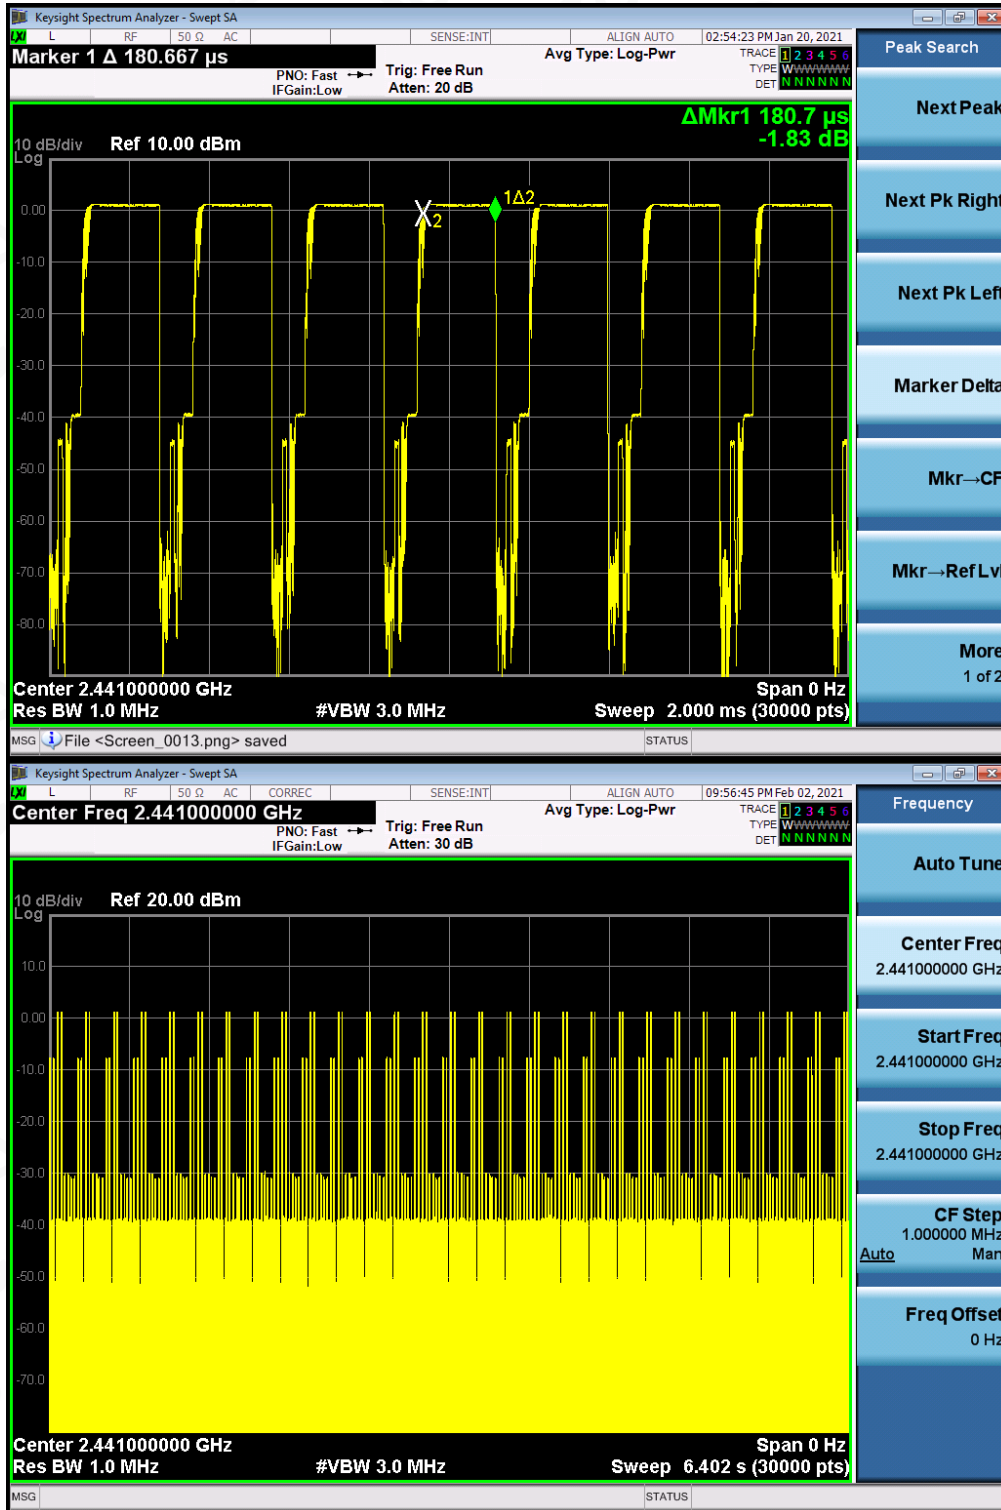 Keysight Spectrum Analyzer - Swept SA
LXI L RF 50 Ω AC SENSE:INT ALIGN AUTO 02:54:23 PM Jan 20, 2021
Marker 1 Δ 180.667 µs
PNO: Fast
IFGain:Low
Trig: Free Run
Atten: 20 dB
Avg Type: Log-Pwr
TRACE 1 2 3 4 5 6
TYPE WWWWWW
DET N N N N N N
ΔMkr1 180.7 µs
-1.83 dB
10 dB/div Ref 10.00 dBm
Log
1Δ2
X2
0.00
-10.0
-20.0
-30.0
-40.0
-50.0
-60.0
-70.0
-80.0
Center 2.441000000 GHz Span 0 Hz
Res BW 1.0 MHz #VBW 3.0 MHz Sweep 2.000 ms (30000 pts)
MSG File <Screen_0013.png> saved STATUS
Peak Search
Next Peak
Next Pk Right
Next Pk Left
Marker Delta
Mkr→CF
Mkr→Ref Lvl
More
1 of 2
Keysight Spectrum Analyzer - Swept SA
LXI L RF 50 Ω AC CORREC SENSE:INT ALIGN AUTO 09:56:45 PM Feb 02, 2021
Center Freq 2.441000000 GHz
PNO: Fast
IFGain:Low
Trig: Free Run
Atten: 30 dB
Avg Type: Log-Pwr
TRACE 1 2 3 4 5 6
TYPE WWWWWW
DET N N N N N N
10 dB/div Ref 20.00 dBm
Log
10.0
0.00
-10.0
-20.0
-30.0
-40.0
-50.0
-60.0
-70.0
Center 2.441000000 GHz Span 0 Hz
Res BW 1.0 MHz #VBW 3.0 MHz Sweep 6.402 s (30000 pts)
MSG STATUS
Frequency
Auto Tune
Center Freq
2.441000000 GHz
Start Freq
2.441000000 GHz
Stop Freq
2.441000000 GHz
CF Step
1.000000 MHz
Auto Man
Freq Offset
0 Hz